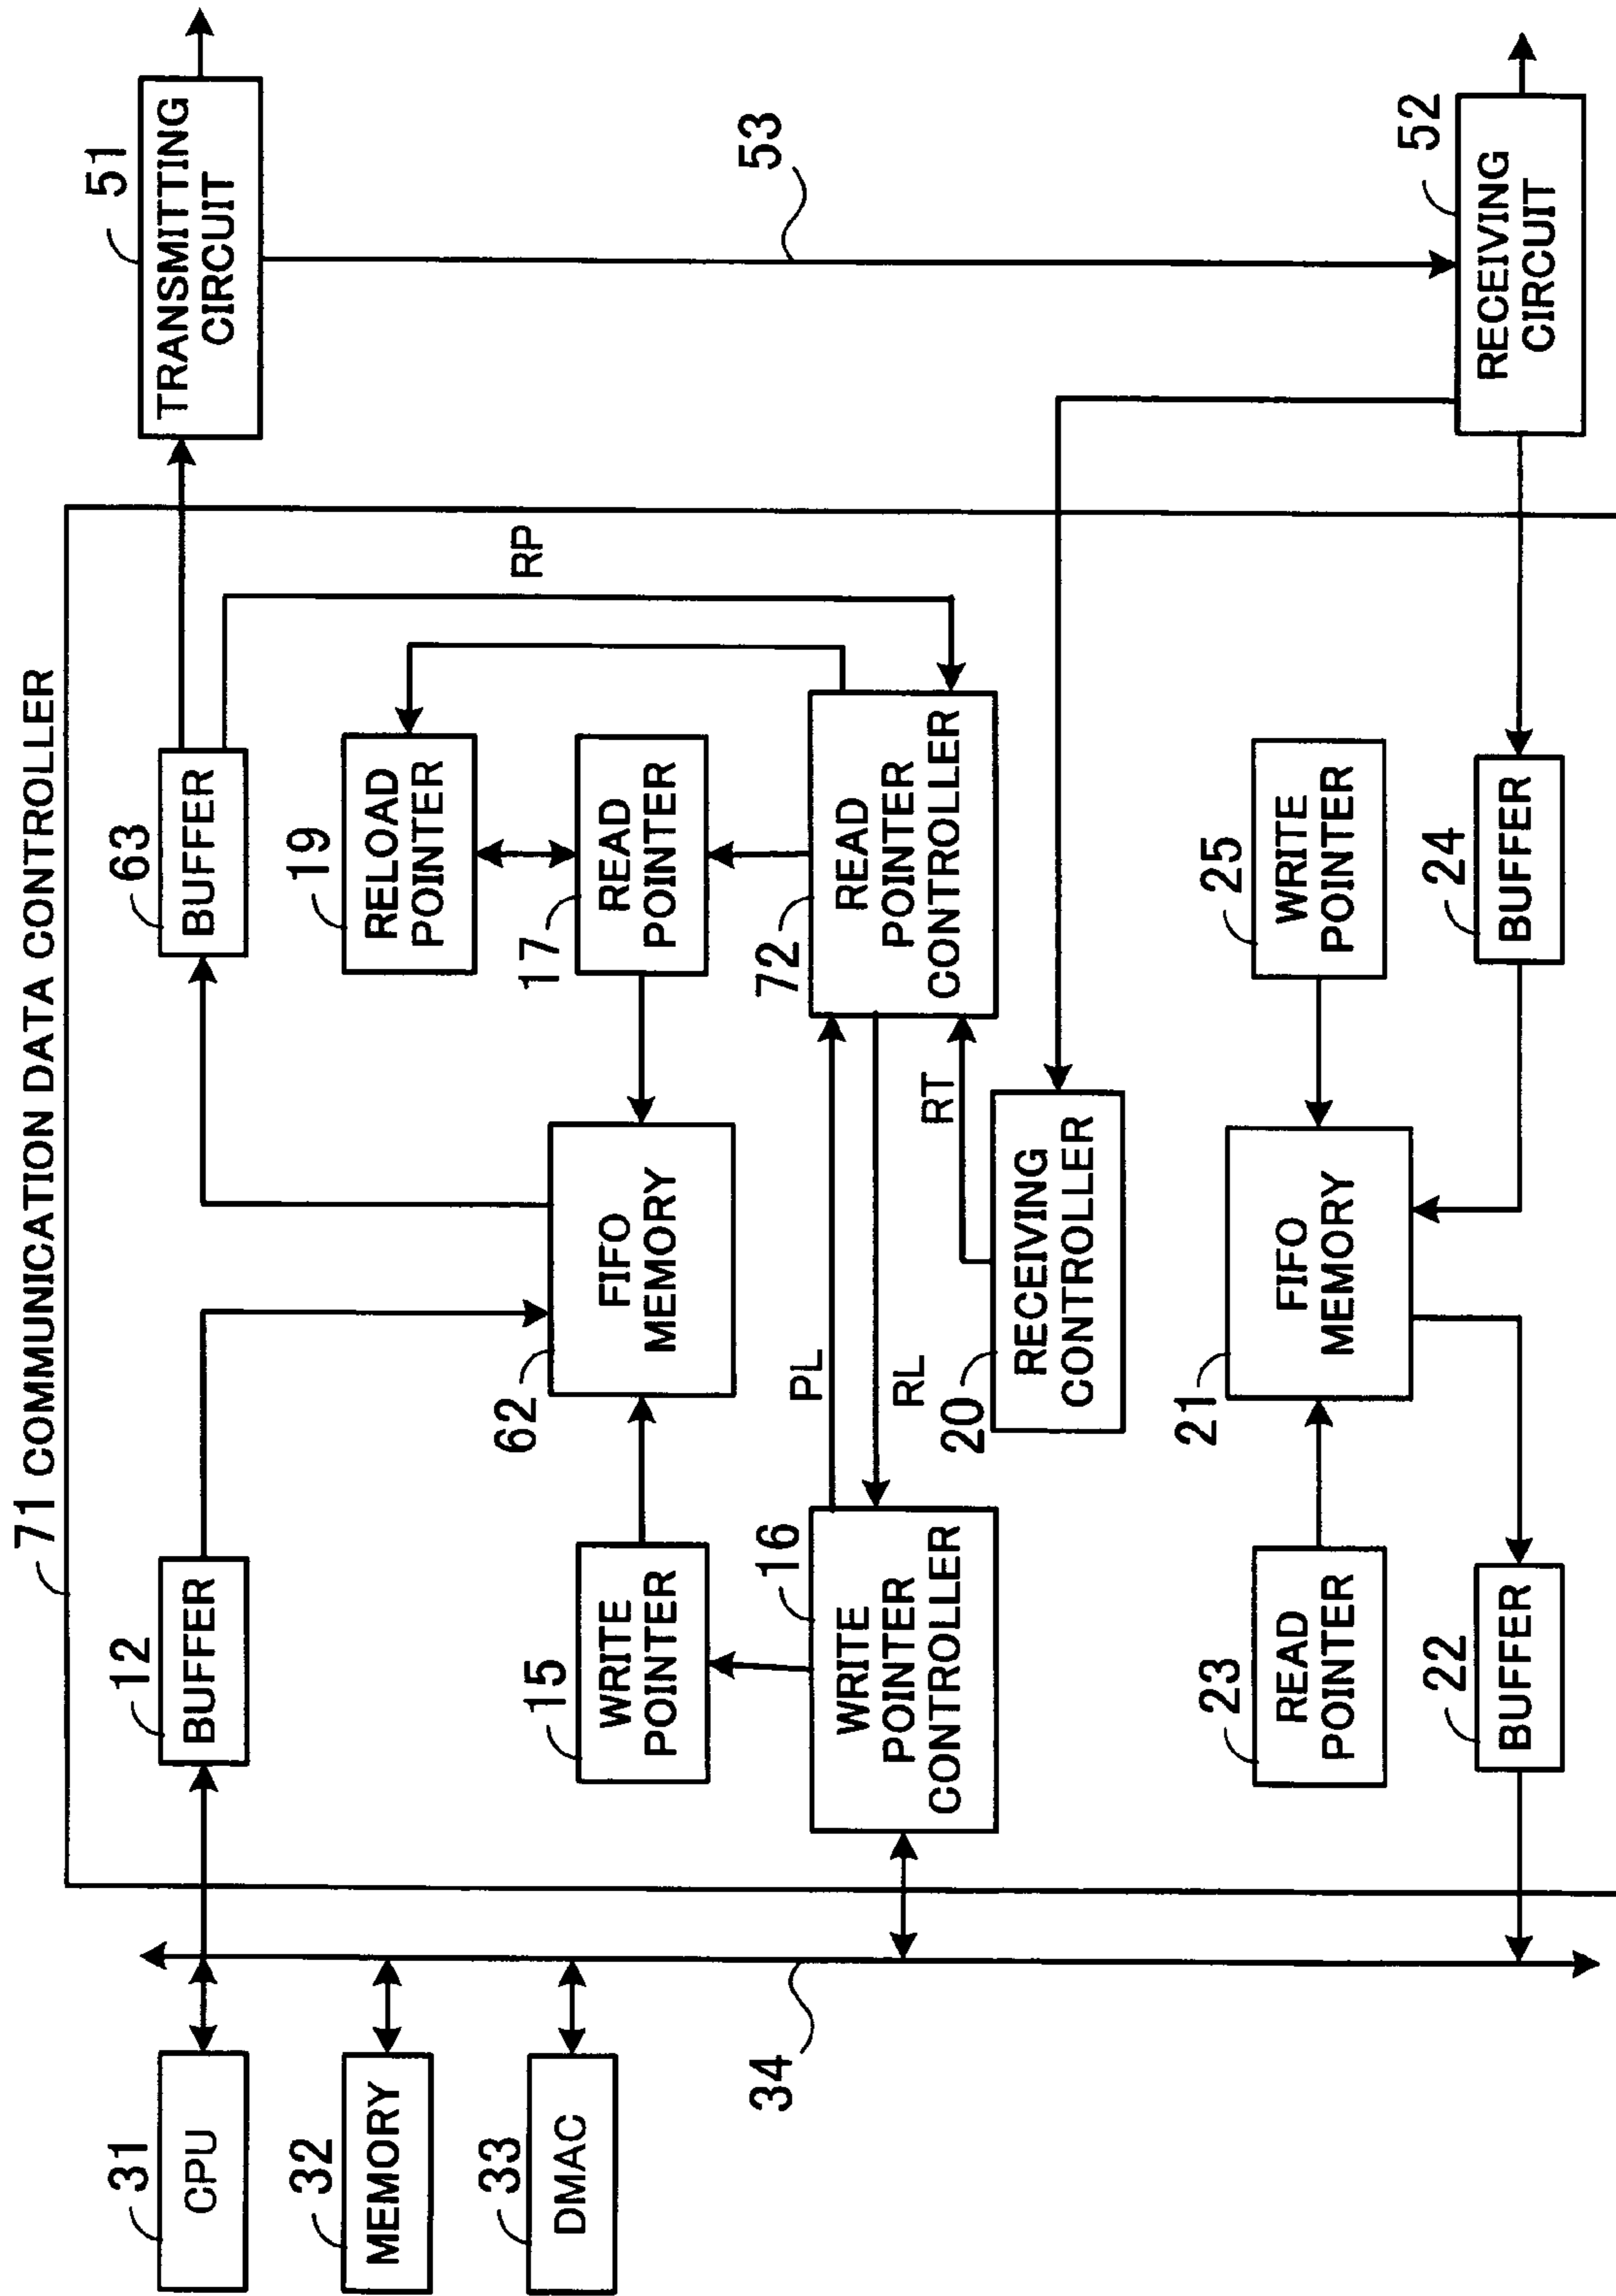 71 COMMUNICATION DATA CONTROLLER
31
CPU
32
MEMORY
33
DMAC
34
12
BUFFER
63
BUFFER
51
TRANSMITTING
CIRCUIT
53
15
WRITE
POINTER
62
FIFO
MEMORY
19
RELOAD
POINTER
17
READ
POINTER
RP
16
WRITE
POINTER
CONTROLLER
PL
RL
72
READ
POINTER
CONTROLLER
RT
20
RECEIVING
CONTROLLER
23
READ
POINTER
21
FIFO
MEMORY
25
WRITE
POINTER
22
BUFFER
24
BUFFER
52
RECEIVING
CIRCUIT